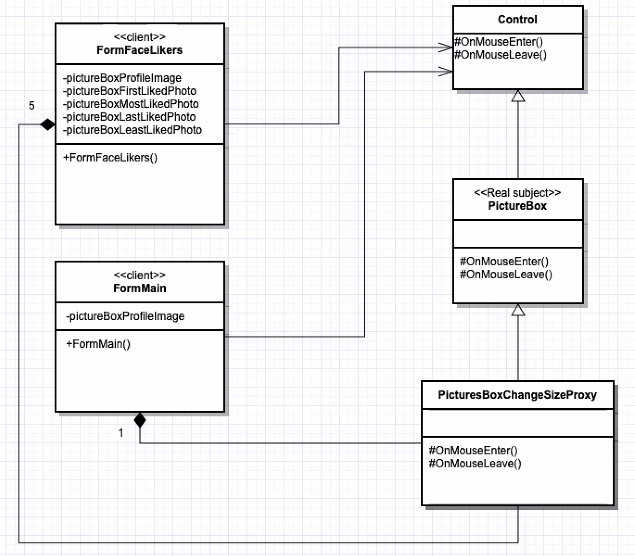 <<client>>
FormFaceLikers
-pictureBoxProfileImage
-pictureBoxFirstLikedPhoto
-pictureBoxMostLikedPhoto
-pictureBoxLastLikedPhoto
-pictureBoxLeastLikedPhoto
+FormFaceLikers()
5
Control
#OnMouseEnter()
#OnMouseLeave()
<<Real subject>>
PictureBox
#OnMouseEnter()
#OnMouseLeave()
<<client>>
FormMain
-pictureBoxProfileImage
+FormMain()
1
PicturesBoxChangeSizeProxy
#OnMouseEnter()
#OnMouseLeave()